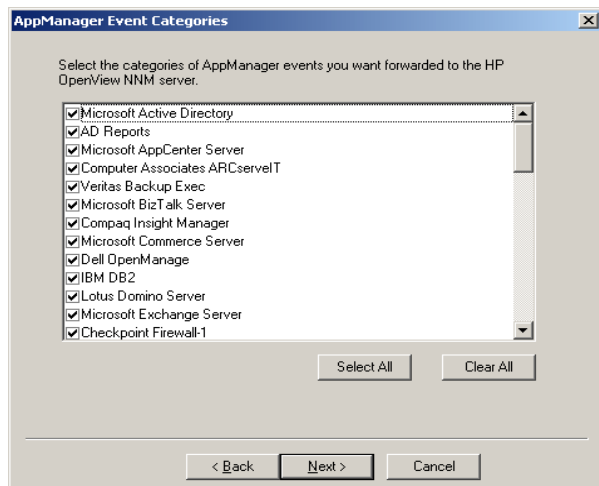 AppManager Event Categories
Select the categories of AppManager events you want forwarded to the HP
OpenView NNM server.
Microsoft Active Directory
AD Reports
Microsoft AppCenter Server
Computer Associates ARCserveIT
Veritas Backup Exec
Microsoft BizTalk Server
Compaq Insight Manager
Microsoft Commerce Server
Dell OpenManage
IBM DB2
Lotus Domino Server
Microsoft Exchange Server
Checkpoint Firewall-1
Select All Clear All
< Back Next > Cancel